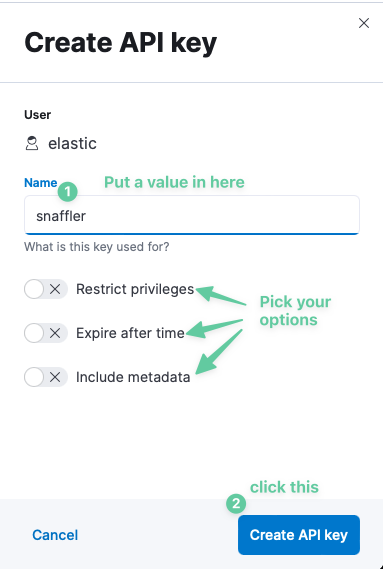 Create API key
User
elastic
Name
1
Put a value in here
snaffler
What is this key used for?
Restrict privileges
Pick your
options
Expire after time
Include metadata
click this
2
Cancel
Create API key